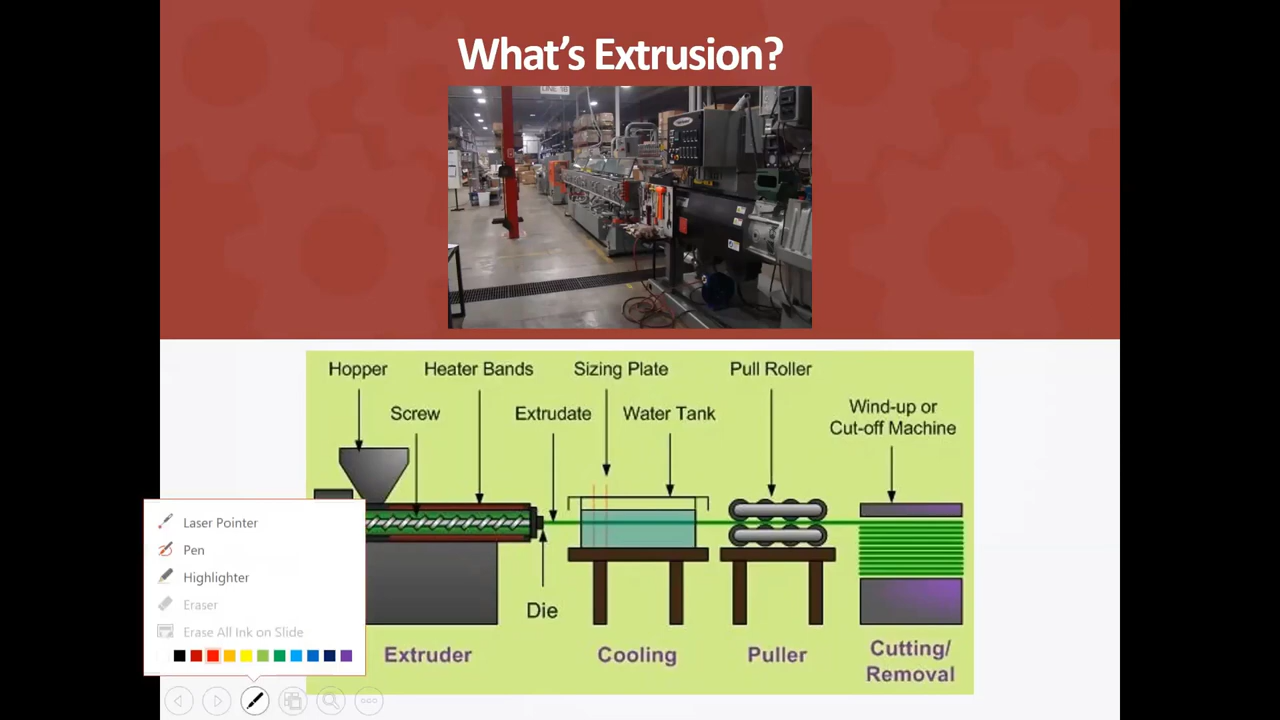 What's Extrusion?
LINE 18
Hopper
Heater Bands
Sizing Plate
Pull Roller
Screw
Extrudate
Water Tank
Wind-up or
Cut-off Machine
Die
Extruder
Cooling
Puller
Cutting/
Removal
Laser Pointer
Pen
Highlighter
Eraser
Erase All Ink on Slide